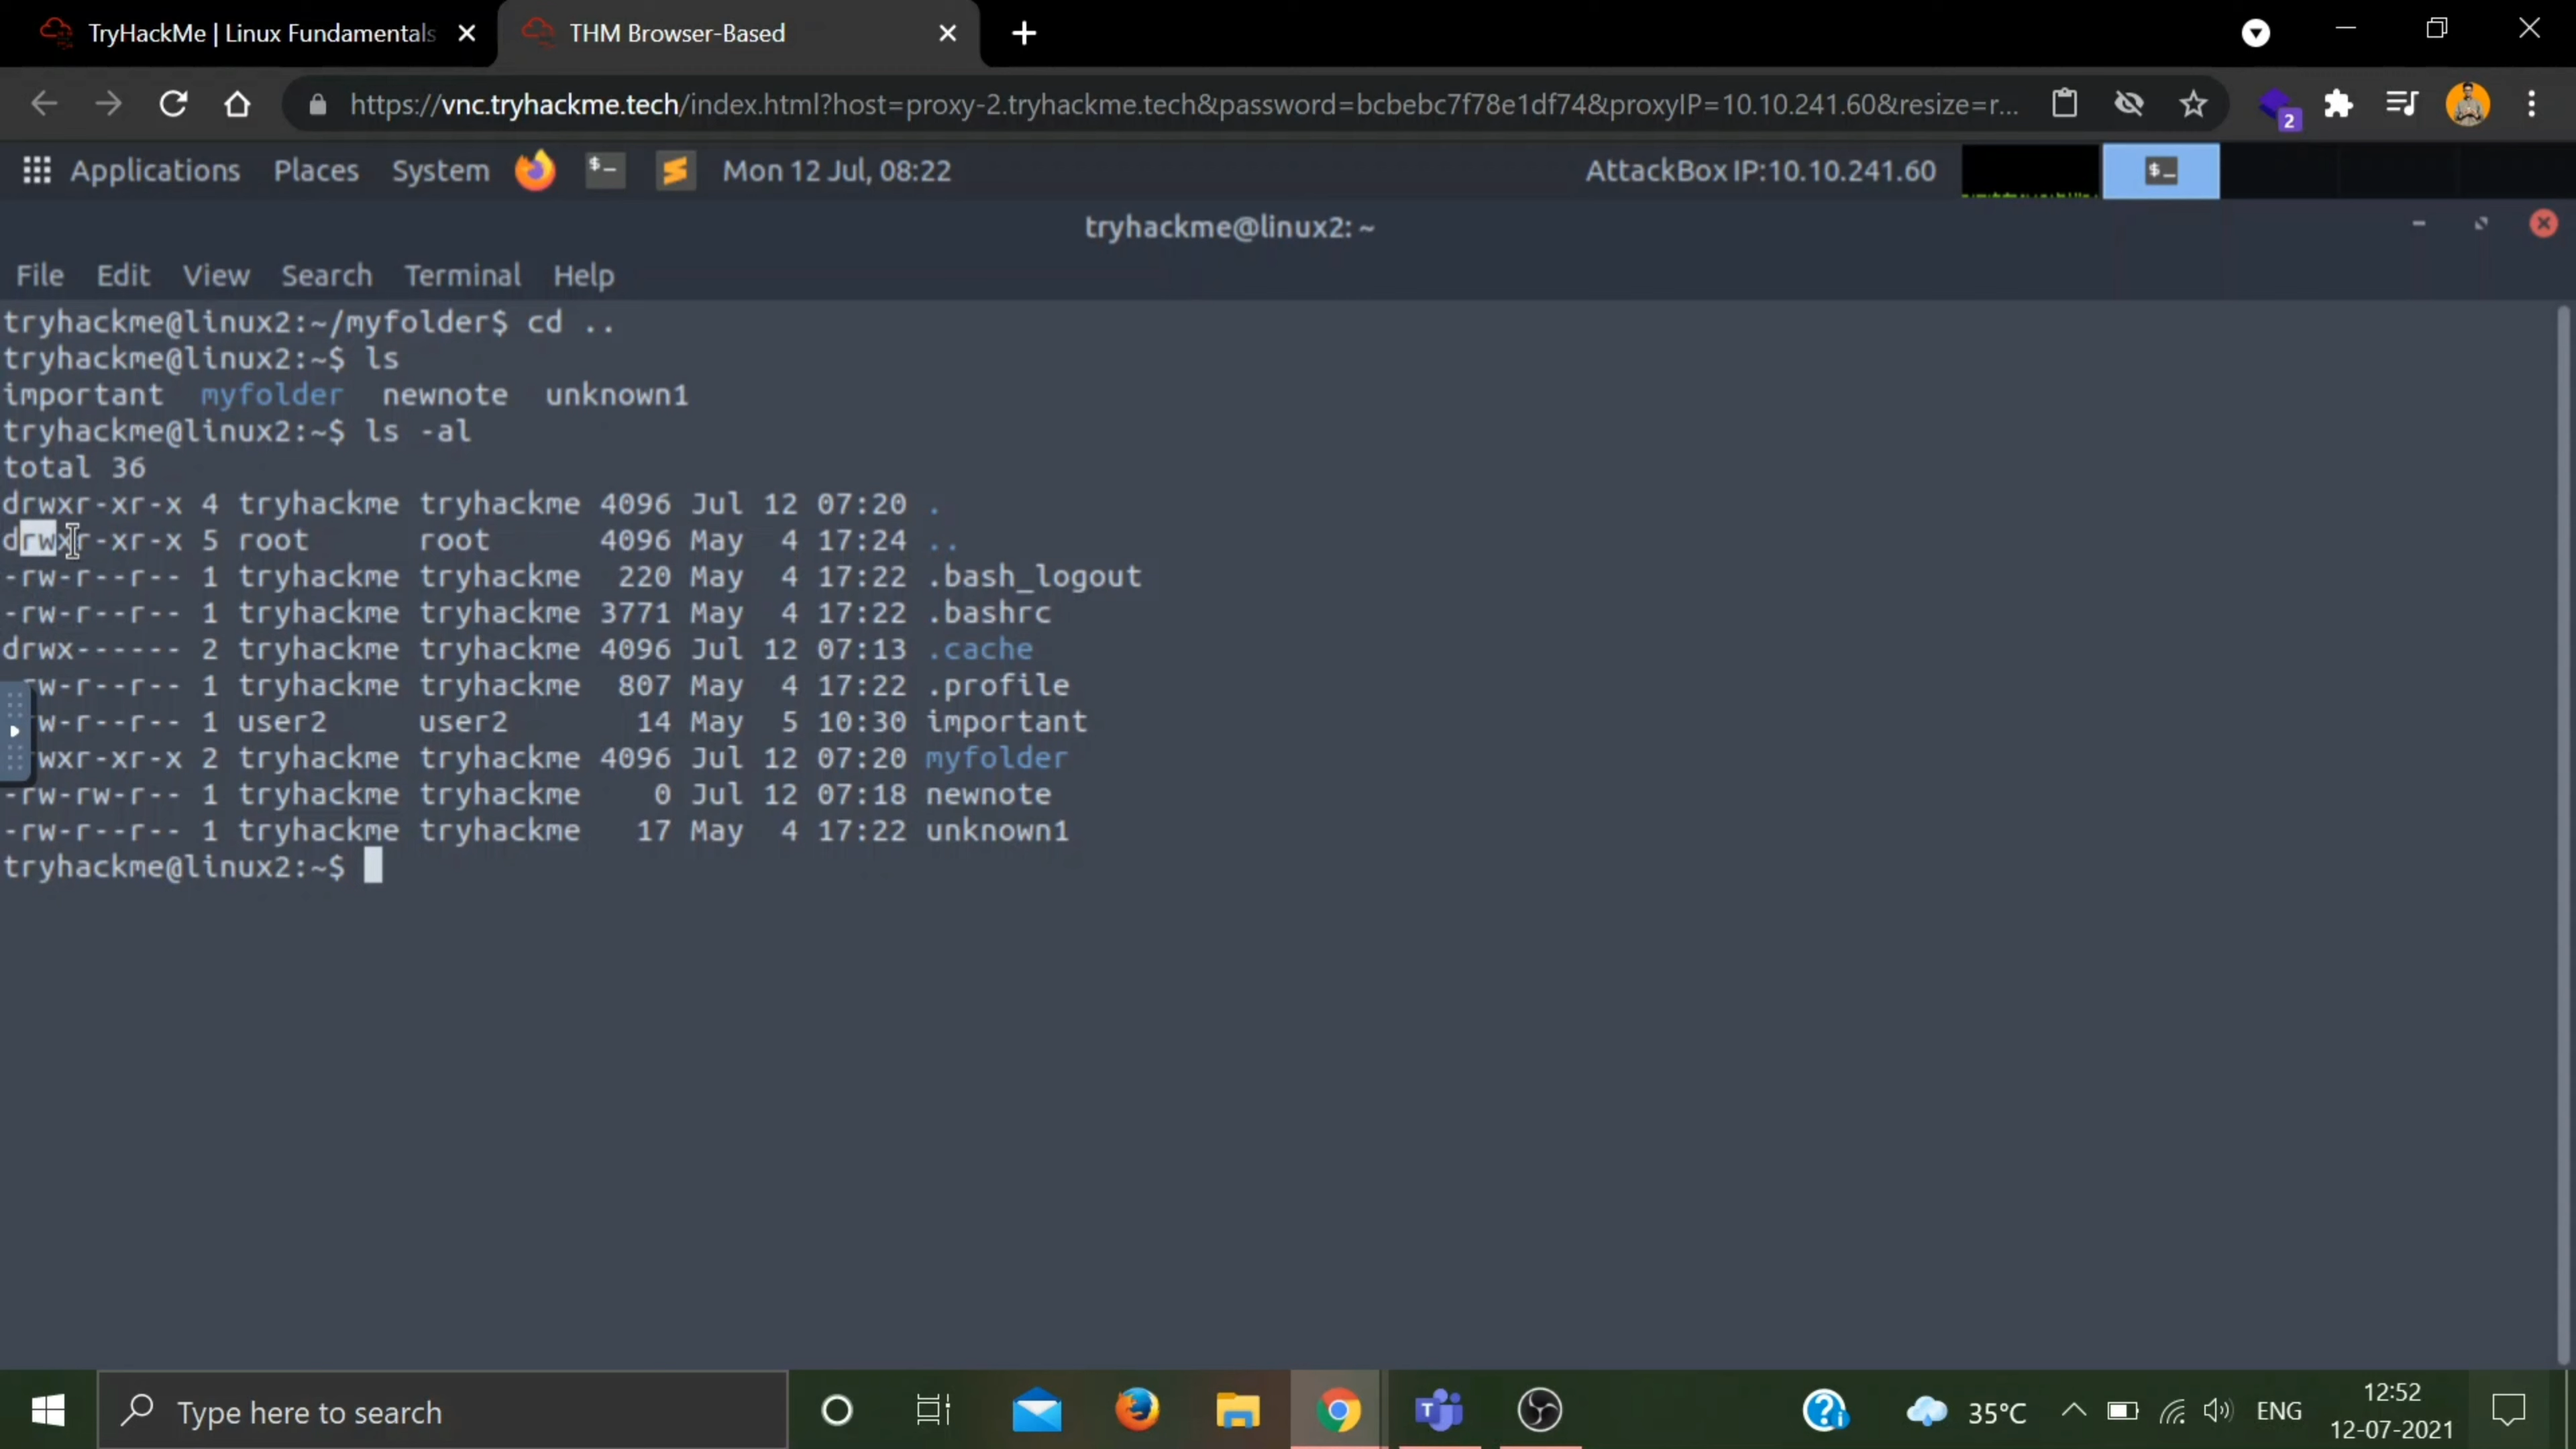 TryHackMe | Linux Fundamentals
THM Browser-Based
https://vnc.tryhackme.tech/index.html?host=proxy-2.tryhackme.tech&password=bcbebc7f78e1df74&proxyIP=10.10.241.60&resize=r...
2
Applications Places System $_ Mon 12 Jul, 08:22 AttackBox IP:10.10.241.60 $_
tryhackme@linux2: ~
File Edit View Search Terminal Help
tryhackme@linux2:~/myfolder$ cd ..
tryhackme@linux2:~$ ls
important myfolder newnote unknown1
tryhackme@linux2:~$ ls -al
total 36
drwxr-xr-x 4 tryhackme tryhackme 4096 Jul 12 07:20 .
drwxr-xr-x 5 root root 4096 May 4 17:24 ..
-rw-r--r-- 1 tryhackme tryhackme 220 May 4 17:22 .bash_logout
-rw-r--r-- 1 tryhackme tryhackme 3771 May 4 17:22 .bashrc
drwx------ 2 tryhackme tryhackme 4096 Jul 12 07:13 .cache
rw-r--r-- 1 tryhackme tryhackme 807 May 4 17:22 .profile
rw-r--r-- 1 user2 user2 14 May 5 10:30 important
rwxr-xr-x 2 tryhackme tryhackme 4096 Jul 12 07:20 myfolder
-rw-rw-r-- 1 tryhackme tryhackme 0 Jul 12 07:18 newnote
-rw-r--r-- 1 tryhackme tryhackme 17 May 4 17:22 unknown1
tryhackme@linux2:~$
Type here to search
35°C ENG
12:52
12-07-2021